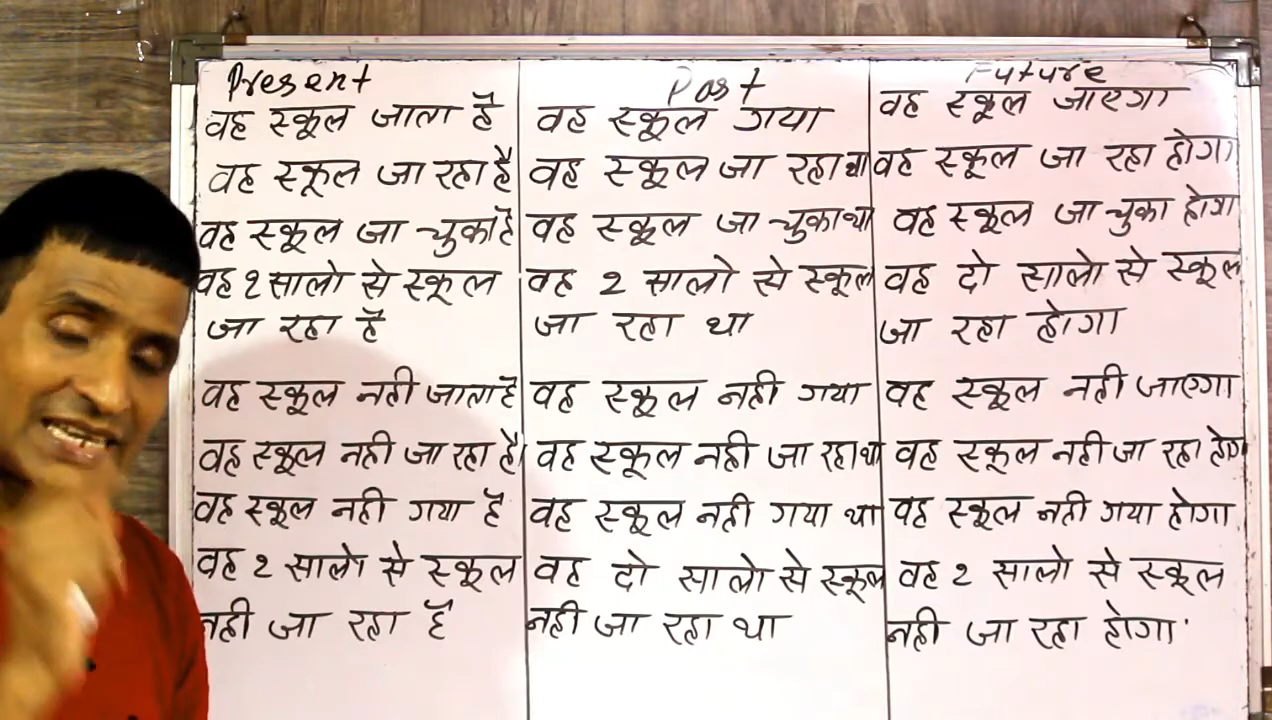 Present
वह स्कूल जाता है
वह स्कूल जा रहा है
वह स्कूल जा चुका है
वह 2 सालो से स्कूल
जा रहा है
वह स्कूल नही जाता है
वह स्कूल नही जा रहा है।
वह स्कूल नही गया है
वह 2 सालो से स्कूल
नही जा रहा है
Past
वह स्कूल गया
वह स्कूल जा रहा था
वह स्कूल जा चुका था
वह 2 सालो से स्कूल
जा रहा था
वह स्कूल नही गया
वह स्कूल नही जा रहा था
वह स्कूल नही गया था
वह दो सालो से स्कूल
नही जा रहा था
Future
वह स्कूल जाएगा
वह स्कूल जा रहा होगा
वह स्कूल जा चुका होगा
वह दो सालो से स्कूल
जा रहा होगा
वह स्कूल नही जाएगा
वह स्कूल नही जा रहा होगा
वह स्कूल नही गया होगा
वह 2 सालो से स्कूल
नही जा रहा होगा